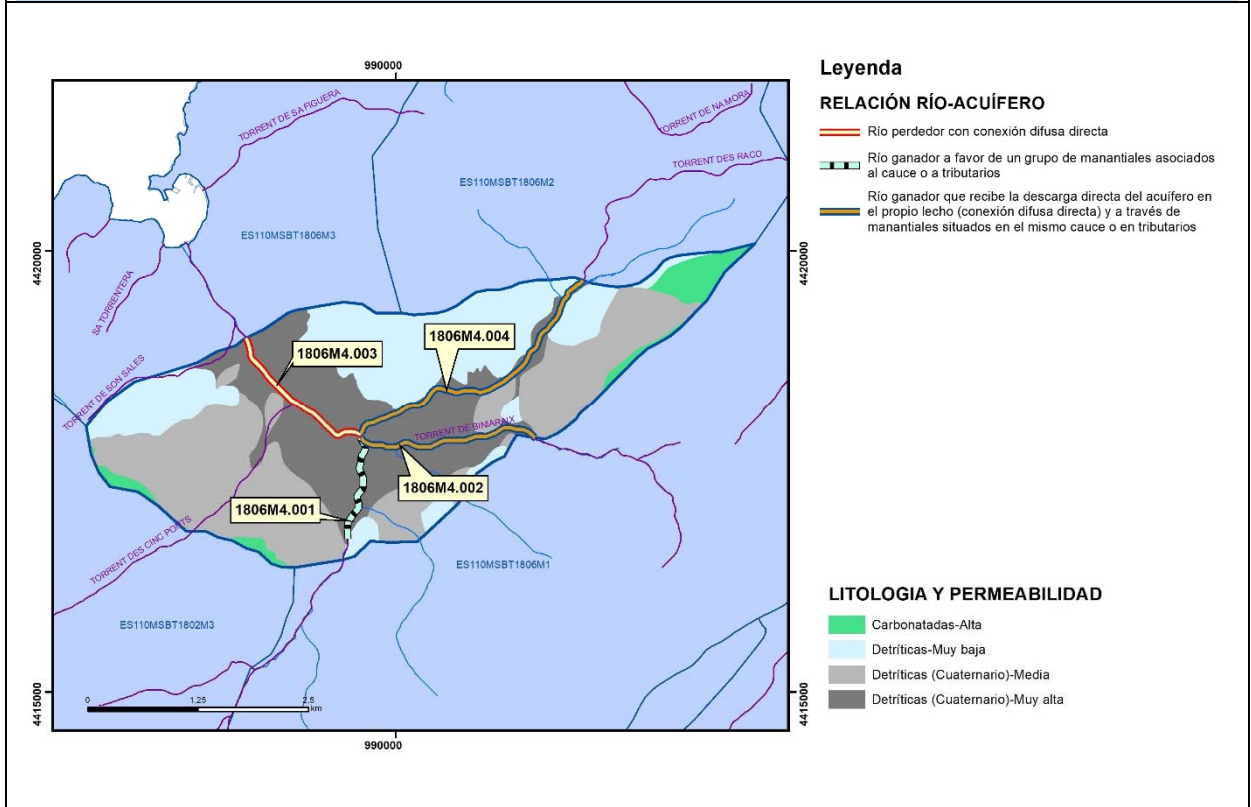 990000
TORRENT DE SA FIGUERA
TORRENT DE NA MORA
TORRENT DES RACO
ES110MSBT1806M2
ES110MSBT1806M3
4420000
4420000
SA TORRENTERA
1806M4.004
1806M4.003
TORRENT DE SON SALES
TORRENT DE BINIARAIX
1806M4.002
1806M4.001
TORRENT DES CINC PONTS
ES110MSBT1806M1
ES110MSBT1802M3
4415000
4415000
0
1,25
2,5
km
990000
Leyenda
RELACIÓN RÍO-ACUÍFERO
Río perdedor con conexión difusa directa
Río ganador a favor de un grupo de manantiales asociados
al cauce o a tributarios
Río ganador que recibe la descarga directa del acuífero en
el propio lecho (conexión difusa directa) y a través de
manantiales situados en el mismo cauce o en tributarios
LITOLOGIA Y PERMEABILIDAD
Carbonatadas-Alta
Detríticas-Muy baja
Detríticas (Cuaternario)-Media
Detríticas (Cuaternario)-Muy alta